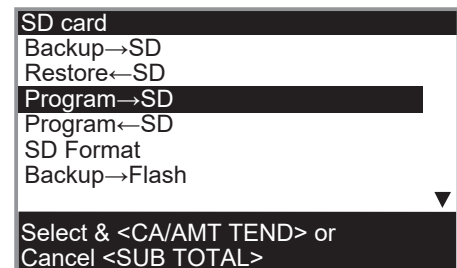 SD card
Backup→SD
Restore←SD
Program→SD
Program←SD
SD Format
Backup→Flash
▼
Select & <CA/AMT TEND> or
Cancel <SUB TOTAL>